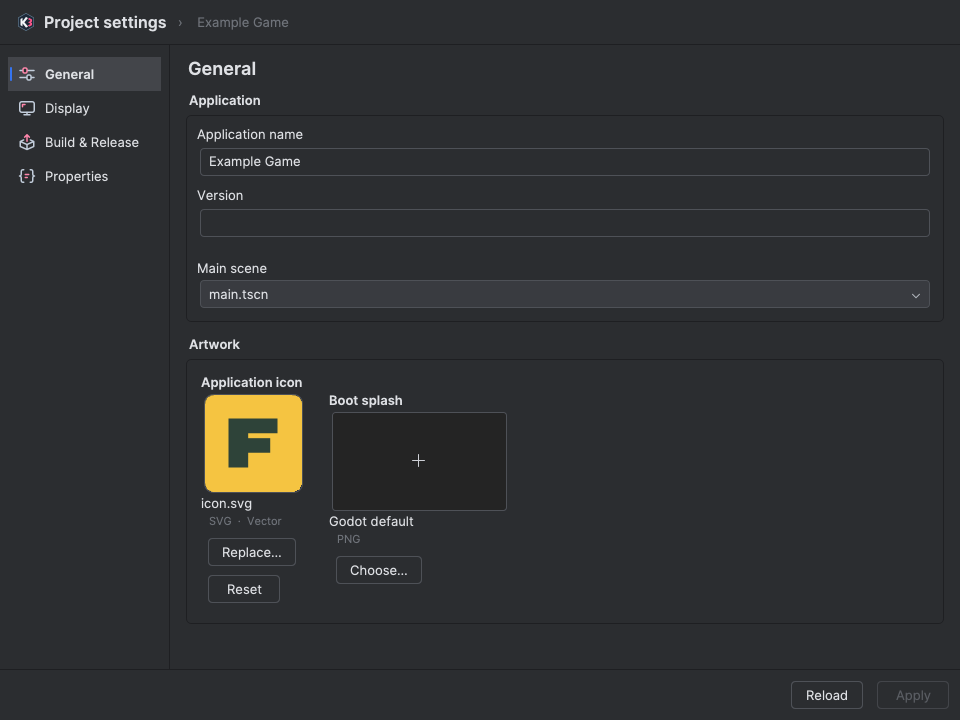 K3 Project settings › Example Game
General
Display
Build & Release
Properties
General
Application
Application name
Example Game
Version
Main scene
main.tscn
Artwork
Application icon
F
icon.svg
SVG · Vector
Replace...
Reset
Boot splash
Godot default
PNG
Choose...
Reload
Apply